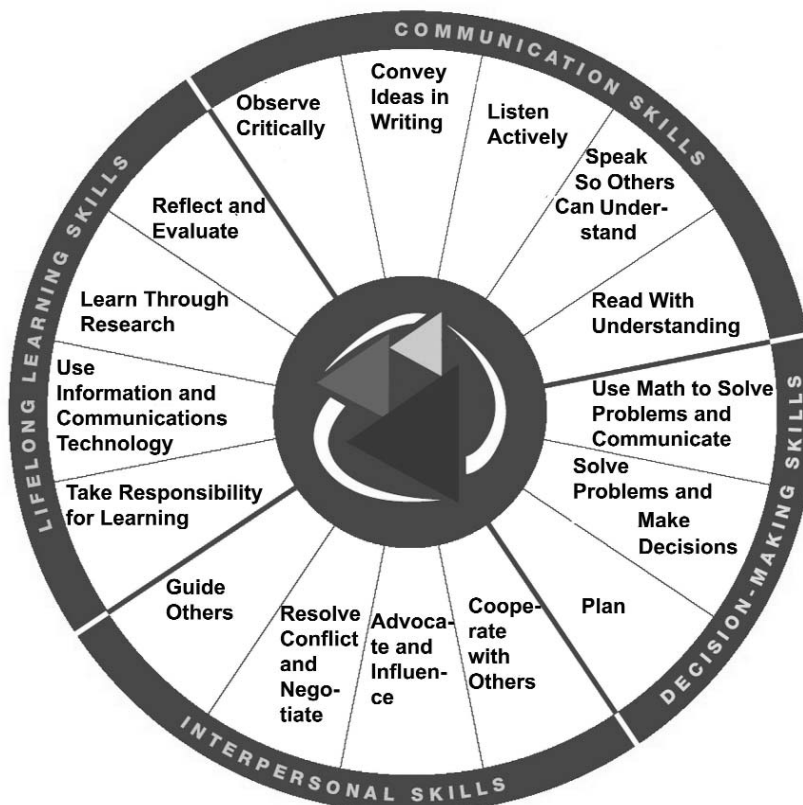 COMMUNICATION SKILLS
Observe
Critically
Convey
Ideas in
Writing
Listen
Actively
Speak
So Others
Can Under-
stand
Read With
Understanding
DECISION-MAKING SKILLS
Use Math to Solve
Problems and
Communicate
Solve
Problems and
Make
Decisions
Plan
INTERPERSONAL SKILLS
Coope-
rate
with
Others
Advoca-
te and
Influen-
ce
Resolve
Conflict
and
Nego-
tiate
Guide
Others
LIFELONG LEARNING SKILLS
Take Responsibility
for Learning
Use
Information and
Communications
Technology
Learn Through
Research
Reflect and
Evaluate